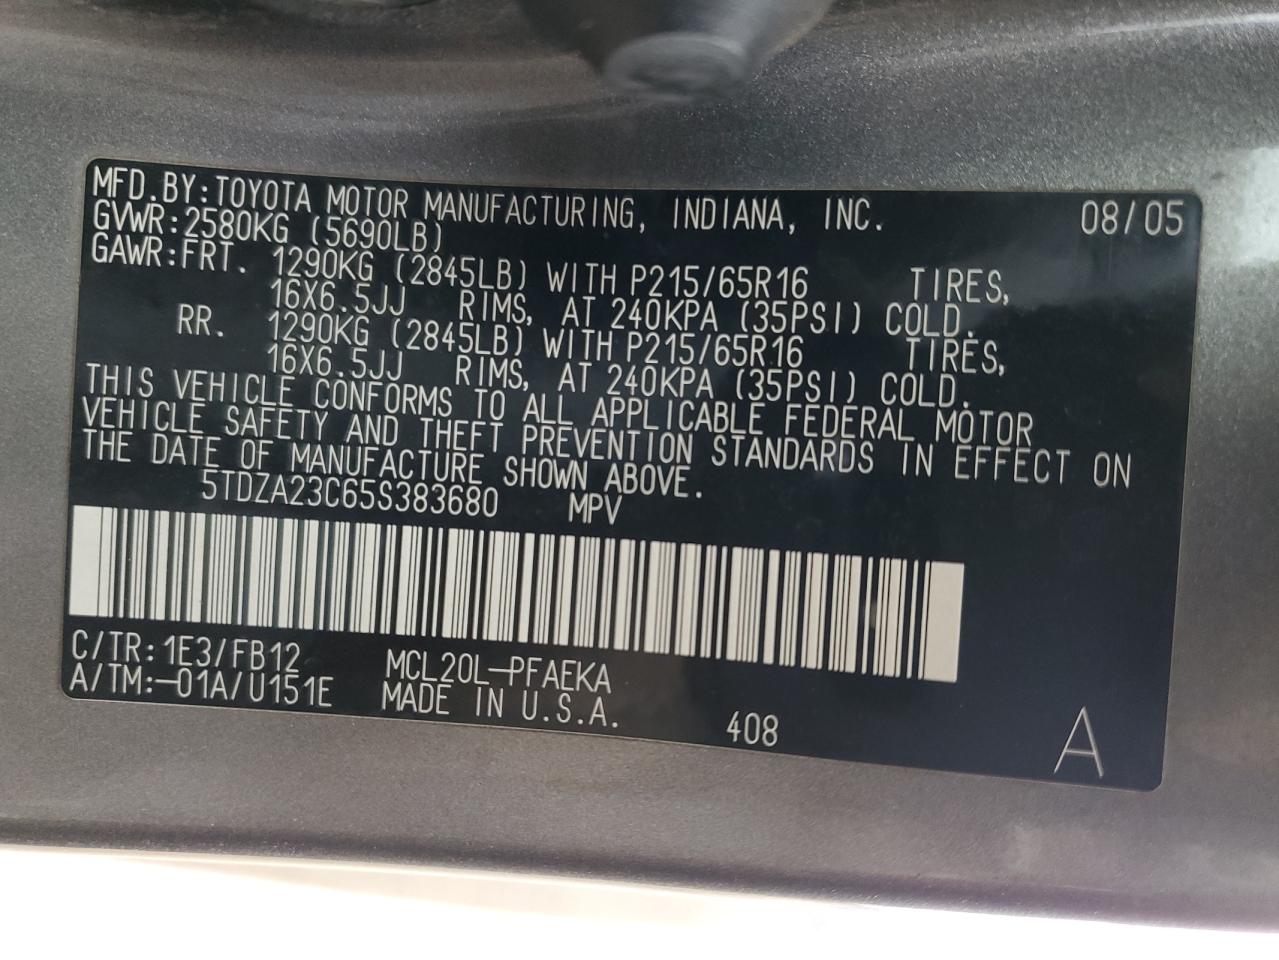 MFD.BY:TOYOTA MOTOR MANUFACTURING, INDIANA, INC. 08/05
GVWR:2580KG (5690LB)
GAWR:FRT. 1290KG (2845LB) WITH P215/65R16 TIRES,
16X6.5JJ RIMS, AT 240KPA (35PSI) COLD.
RR. 1290KG (2845LB) WITH P215/65R16 TIRES,
16X6.5JJ RIMS, AT 240KPA (35PSI) COLD.
THIS VEHICLE CONFORMS TO ALL APPLICABLE FEDERAL MOTOR
VEHICLE SAFETY AND THEFT PREVENTION STANDARDS IN EFFECT ON
THE DATE OF MANUFACTURE SHOWN ABOVE.
5TDZA23C65S383680 MPV
C/TR:1E3/FB12 MCL20L-PFAEKA
A/TM:-01A/U151E MADE IN U.S.A. 408 A